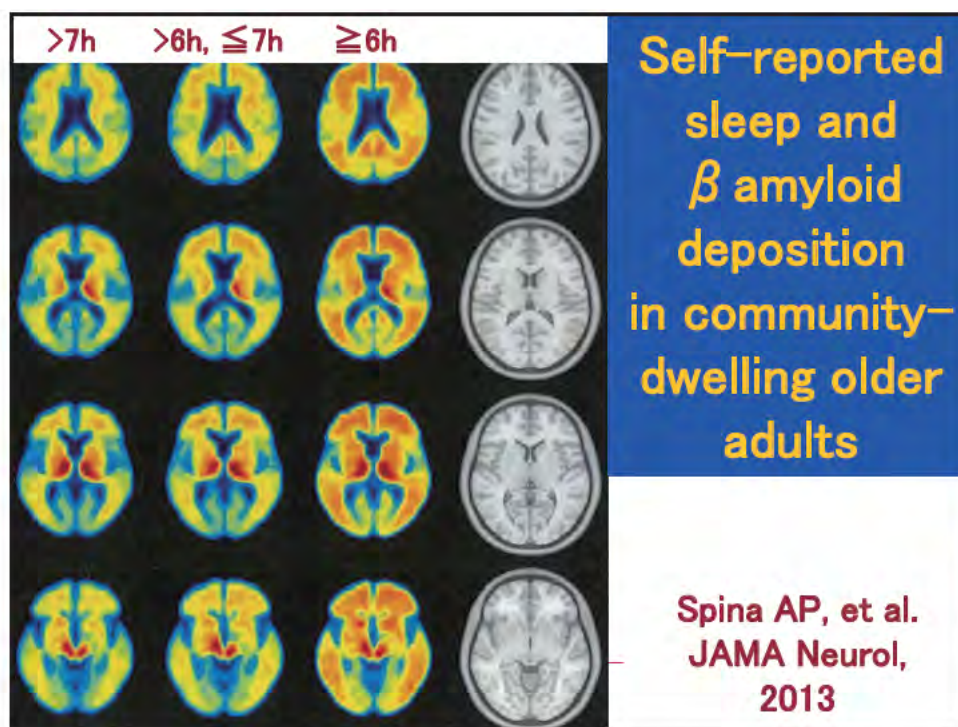 >7h >6h, ≦7h ≧6h
Self-reported
sleep and
β amyloid
deposition
in community-
dwelling older
adults
Spina AP, et al.
JAMA Neurol,
2013